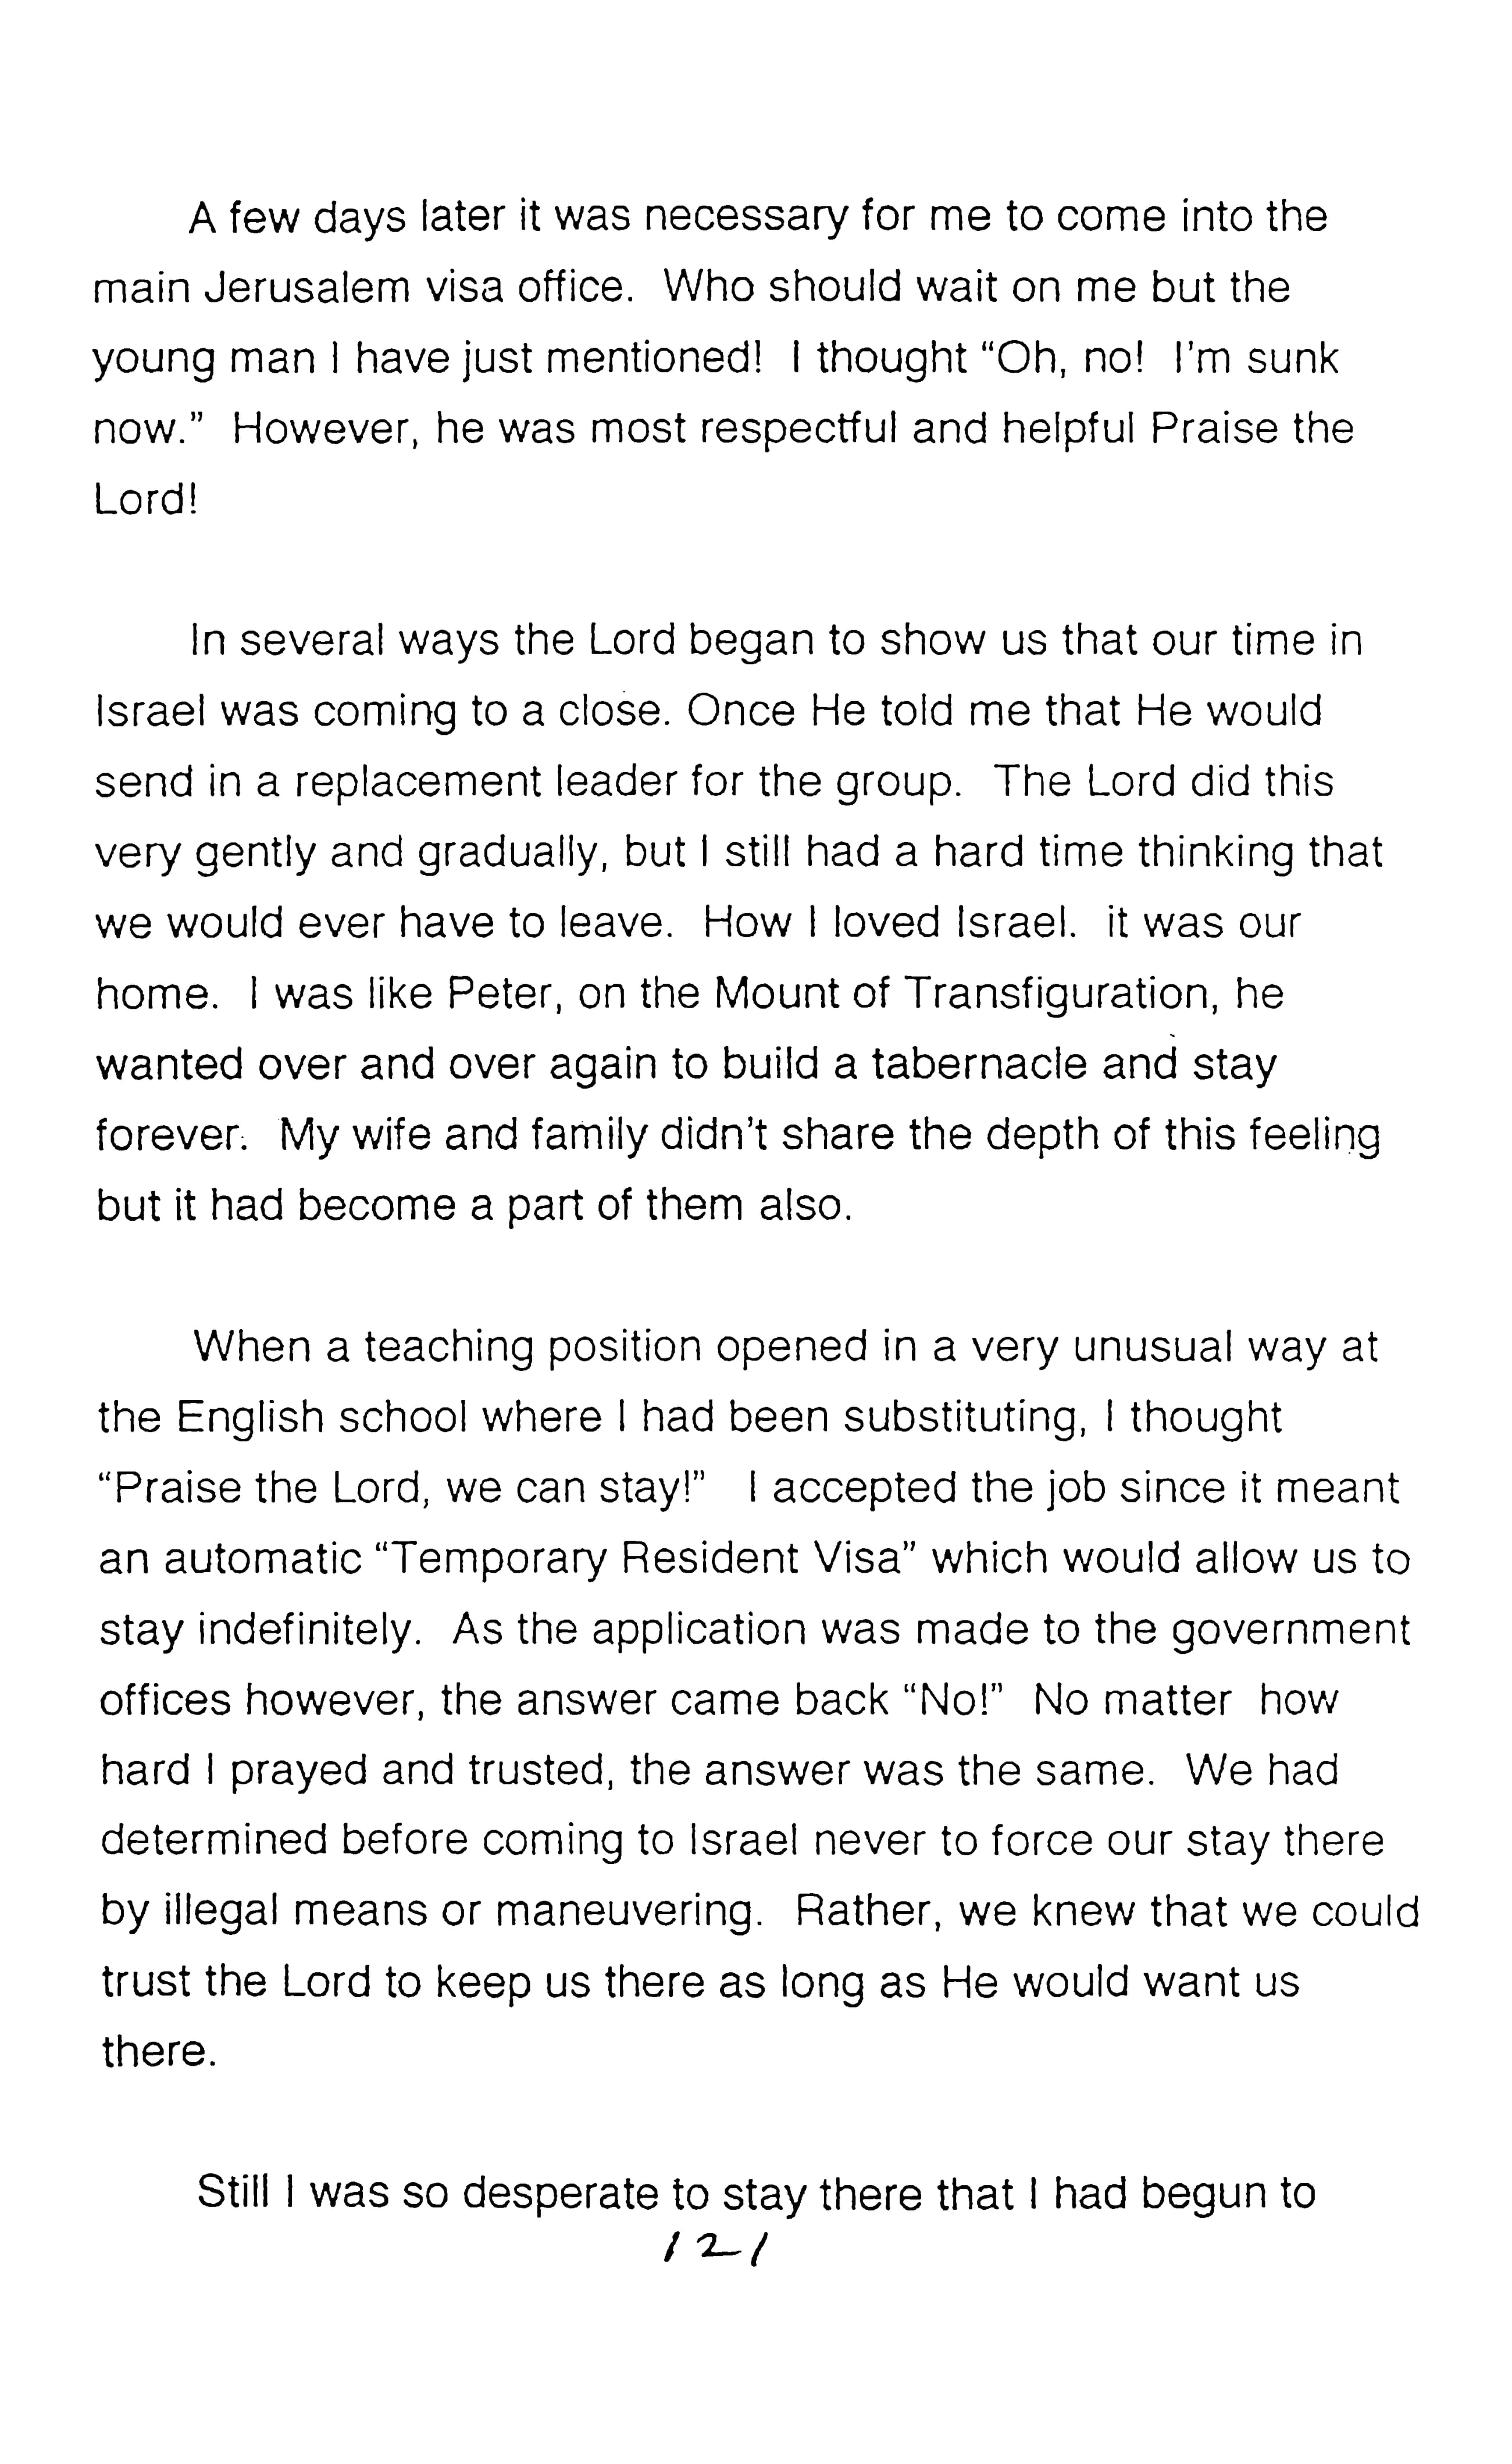 A few days later it was necessary for me to come into the
main Jerusalem visa office.  Who should wait on me but the
young man I have just mentioned!  I thought “Oh, no!  I'm sunk
now.”  However, he was most respectful and helpful Praise the
Lord!
In several ways the Lord began to show us that our time in
Israel was coming to a close. Once He told me that He would
send in a replacement leader for the group.  The Lord did this
very gently and gradually, but I still had a hard time thinking that
we would ever have to leave.  How I loved Israel.  it was our
home.  I was like Peter, on the Mount of Transfiguration, he
wanted over and over again to build a tabernacle and stay
forever.  My wife and family didn't share the depth of this feeling
but it had become a part of them also.
When a teaching position opened in a very unusual way at
the English school where I had been substituting, I thought
“Praise the Lord, we can stay!”  I accepted the job since it meant
an automatic “Temporary Resident Visa” which would allow us to
stay indefinitely.  As the application was made to the government
offices however, the answer came back “No!”  No matter  how
hard I prayed and trusted, the answer was the same.  We had
determined before coming to Israel never to force our stay there
by illegal means or maneuvering.  Rather, we knew that we could
trust the Lord to keep us there as long as He would want us
there.
Still I was so desperate to stay there that I had begun to
121